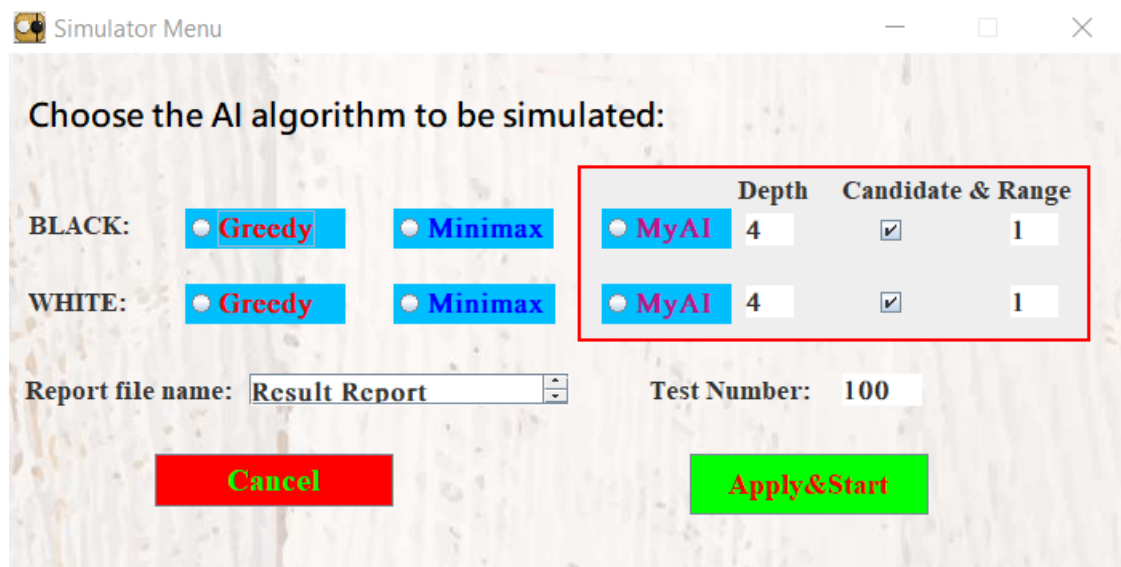 Simulator Menu
Choose the AI algorithm to be simulated:
Depth Candidate & Range
BLACK: Greedy Minimax MyAI 4 1
WHITE: Greedy Minimax MyAI 4 1
Report file name: Result Report Test Number: 100
Cancel Apply&Start